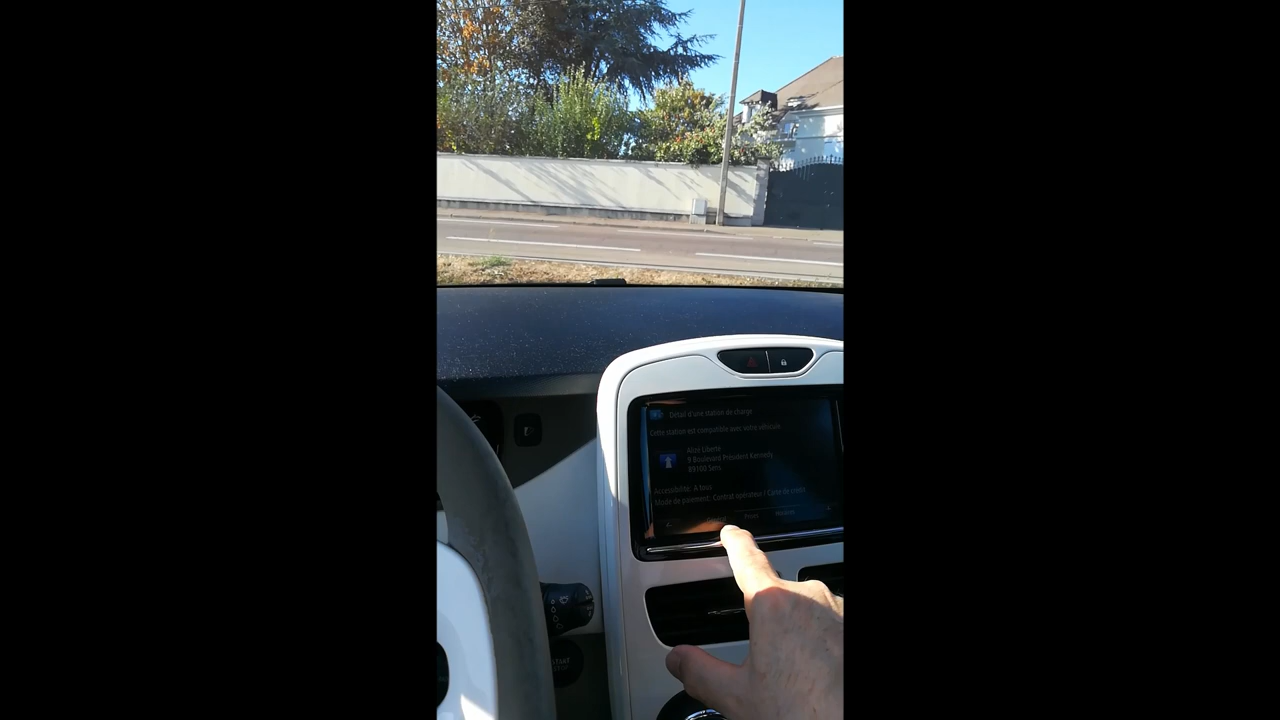 Détail d'une station de charge
Cette station est compatible avec votre véhicule
Alizé Liberté
9 Boulevard Président Kennedy
89100 Sens
Accessibilité: A tous
Mode de paiement: Contrat opérateur / Carte de crédit
START